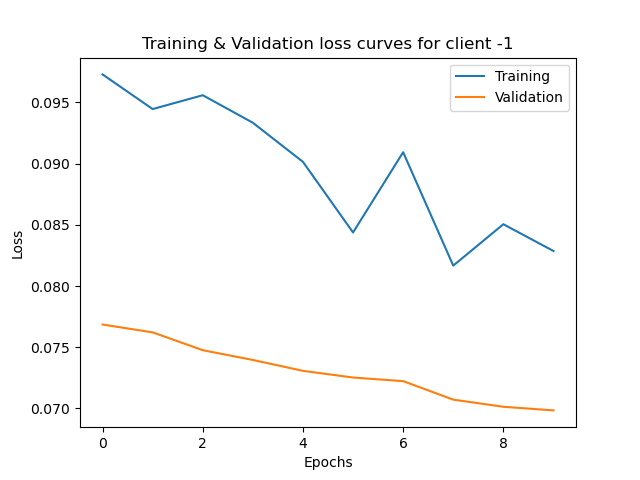 Training & Validation loss curves for client -1
Training
Validation
0.095
0.090
0.085
0.080
0.075
0.070
Loss
0
2
4
6
8
Epochs